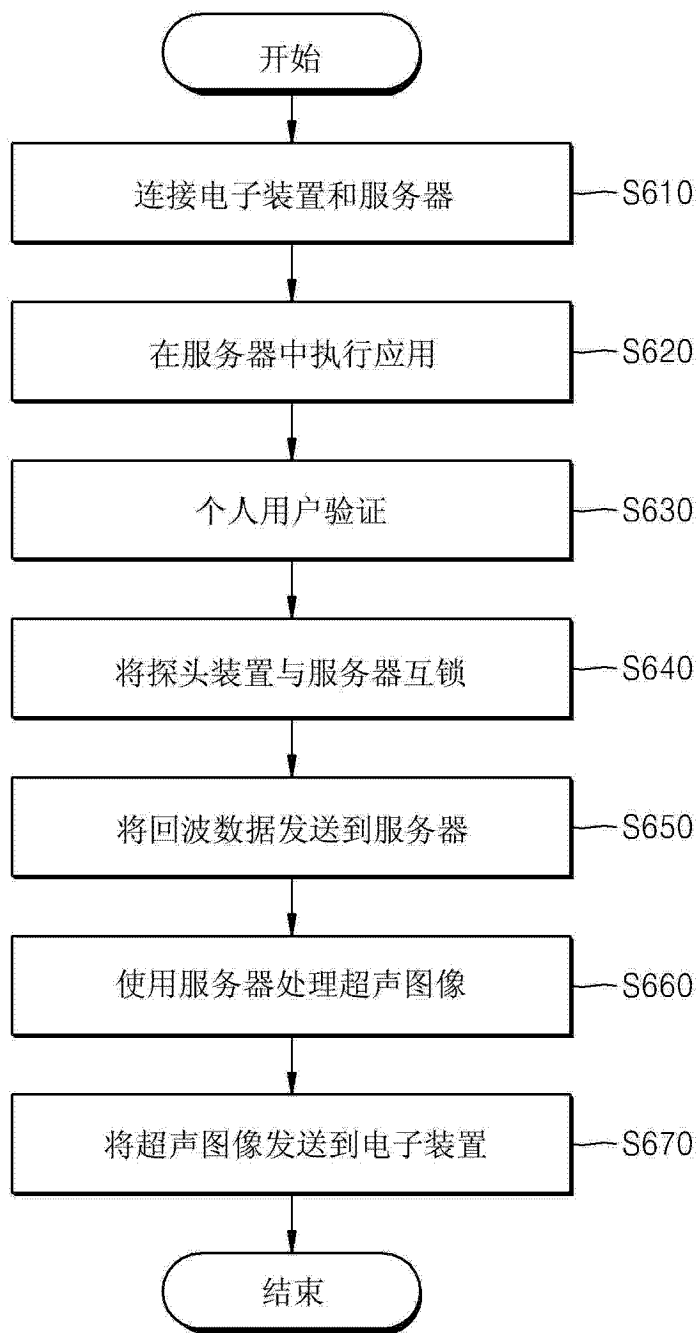 开始
连接电子装置和服务器
S610
在服务器中执行应用
S620
个人用户验证
S630
将探头装置与服务器互锁
S640
将回波数据发送到服务器
S650
使用服务器处理超声图像
S660
将超声图像发送到电子装置
S670
结束